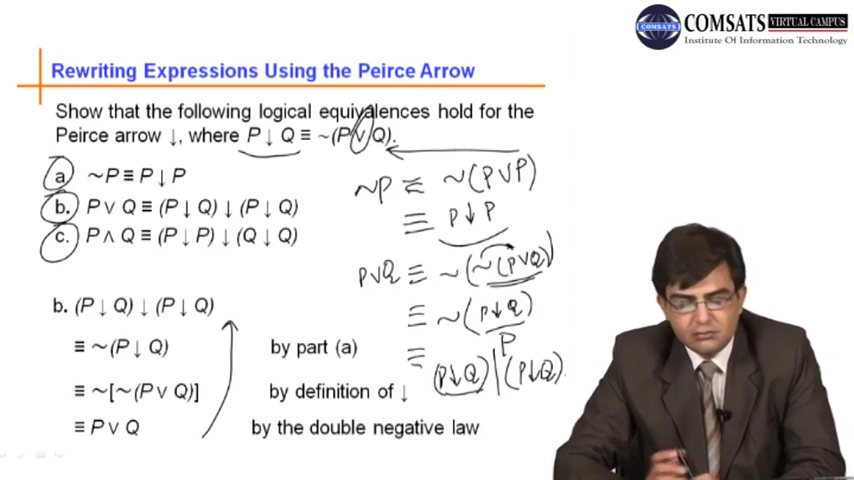 COMSATS VIRTUAL CAMPUS
COMSATS
Institute Of Information Technology
Rewriting Expressions Using the Peirce Arrow
Show that the following logical equivalences hold for the
Peirce arrow ↓, where P ↓ Q ≡ ~(P ∨ Q).
a ~P ≡ P ↓ P
b. P ∨ Q ≡ (P ↓ Q) ↓ (P ↓ Q)
c. P ∧ Q ≡ (P ↓ P) ↓ (Q ↓ Q)
~P ≡ ~(P∨P)
≡ P↓P
P∨Q ≡ ~(~(P∨Q))
≡ ~(P↓Q)
P
≡ (P↓Q) | (P↓Q)
b. (P ↓ Q) ↓ (P ↓ Q)
≡ ~(P ↓ Q) by part (a)
≡ ~[~(P ∨ Q)] by definition of ↓
≡ P ∨ Q by the double negative law